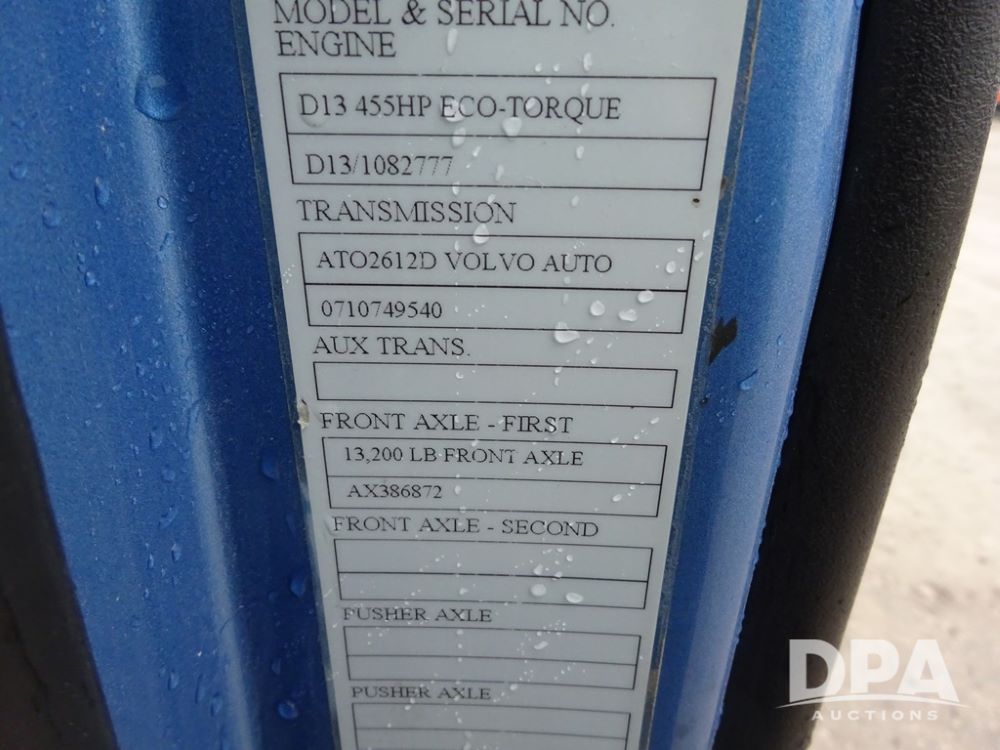 MODEL & SERIAL NO.
ENGINE
D13 455HP ECO-TORQUE
D13/1082777
TRANSMISSION
ATO2612D VOLVO AUTO
0710749540
AUX TRANS.
FRONT AXLE - FIRST
13,200 LB FRONT AXLE
AX386872
FRONT AXLE - SECOND
PUSHER AXLE
PUSHER AXLE
DPA
AUCTIONS